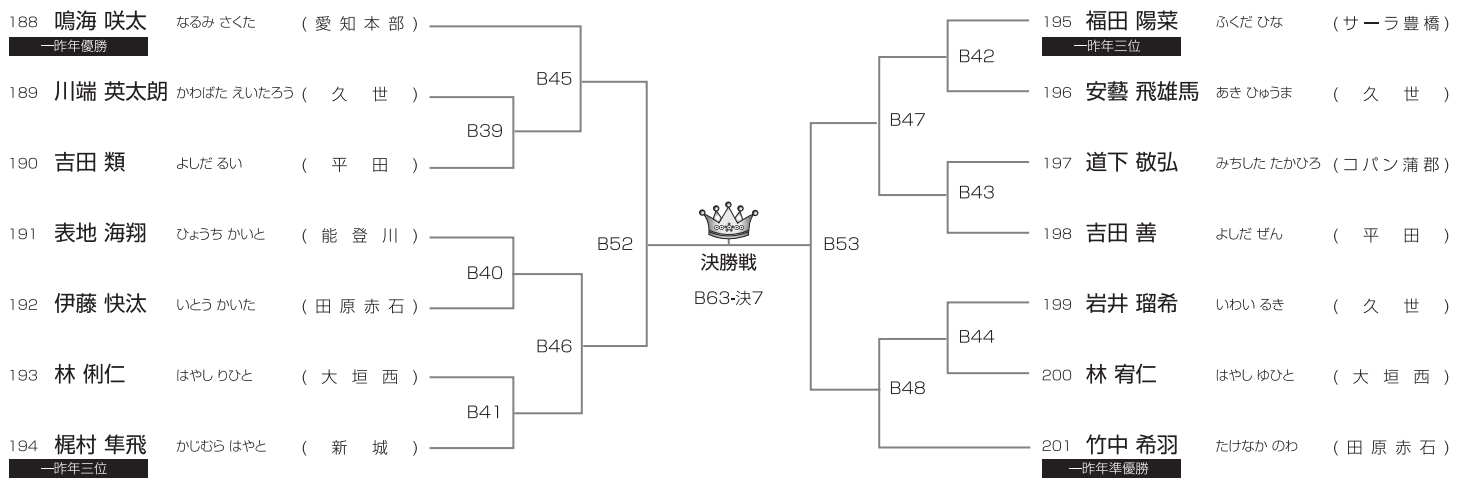 188 鳴海 咲太 なるみ さくた (愛知本部)
一昨年優勝
B45
189 川端 英太朗 かわばた えいたろう (久世)
B39
190 吉田 類 よしだ るい (平田)
191 表地 海翔 ひょうち かいと (能登川)
B52
B40
192 伊藤 快汰 いとう かいた (田原赤石)
B46
193 林 俐仁 はやし りひと (大垣西)
B41
194 梶村 隼飛 かじむら はやと (新城)
一昨年三位
決勝戦
B63-決7
195 福田 陽菜 ふくだ ひな (サーラ豊橋)
一昨年三位
B42
196 安藝 飛雄馬 あき ひゅうま (久世)
B47
197 道下 敬弘 みちした たかひろ (コパン蒲郡)
B43
198 吉田 善 よしだ ぜん (平田)
B53
199 岩井 瑠希 いわい るき (久世)
B44
200 林 宥仁 はやし ゆひと (大垣西)
B48
201 竹中 希羽 たけなか のわ (田原赤石)
一昨年準優勝